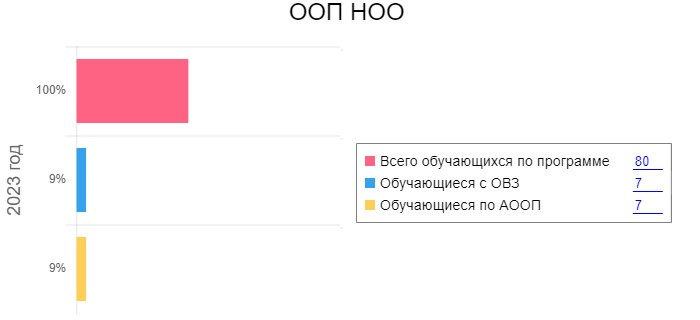 ООП НОО
2023 год
100%
9%
9%
Всего обучающихся по программе 80
Обучающиеся с ОВЗ 7
Обучающиеся по АООП 7